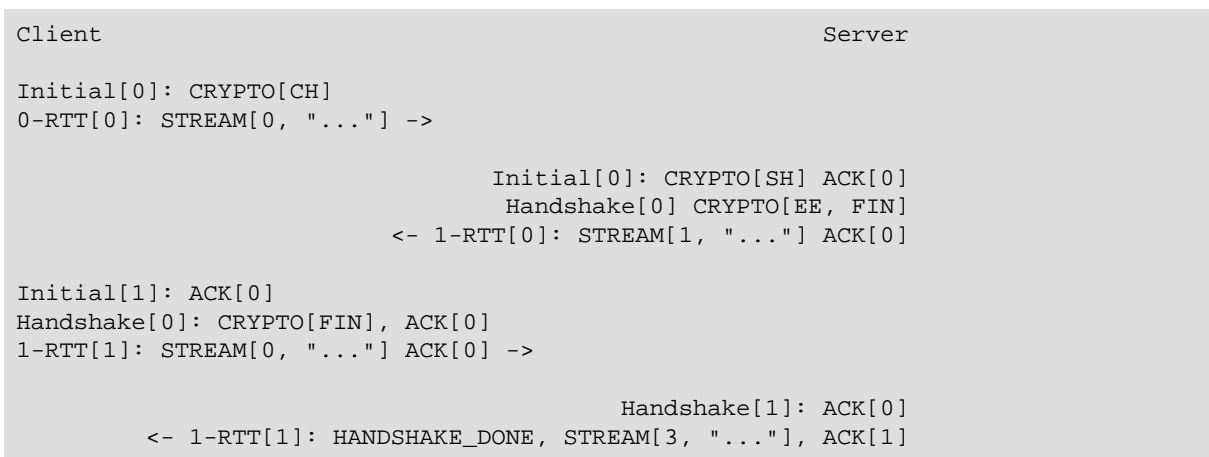 Client Server
Initial[0]: CRYPTO[CH]
0-RTT[0]: STREAM[0, "..."] ->
Initial[0]: CRYPTO[SH] ACK[0]
Handshake[0] CRYPTO[EE, FIN]
<- 1-RTT[0]: STREAM[1, "..."] ACK[0]
Initial[1]: ACK[0]
Handshake[0]: CRYPTO[FIN], ACK[0]
1-RTT[1]: STREAM[0, "..."] ACK[0] ->
Handshake[1]: ACK[0]
<- 1-RTT[1]: HANDSHAKE_DONE, STREAM[3, "..."], ACK[1]